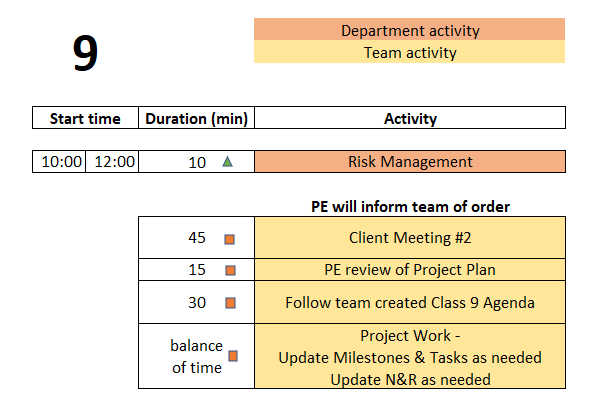 9
Department activity
Team activity
Start time Duration (min) Activity
10:00 12:00 10 Risk Management
PE will inform team of order
45 Client Meeting #2
15 PE review of Project Plan
30 Follow team created Class 9 Agenda
balance of time
Project Work -
Update Milestones & Tasks as needed
Update N&R as needed